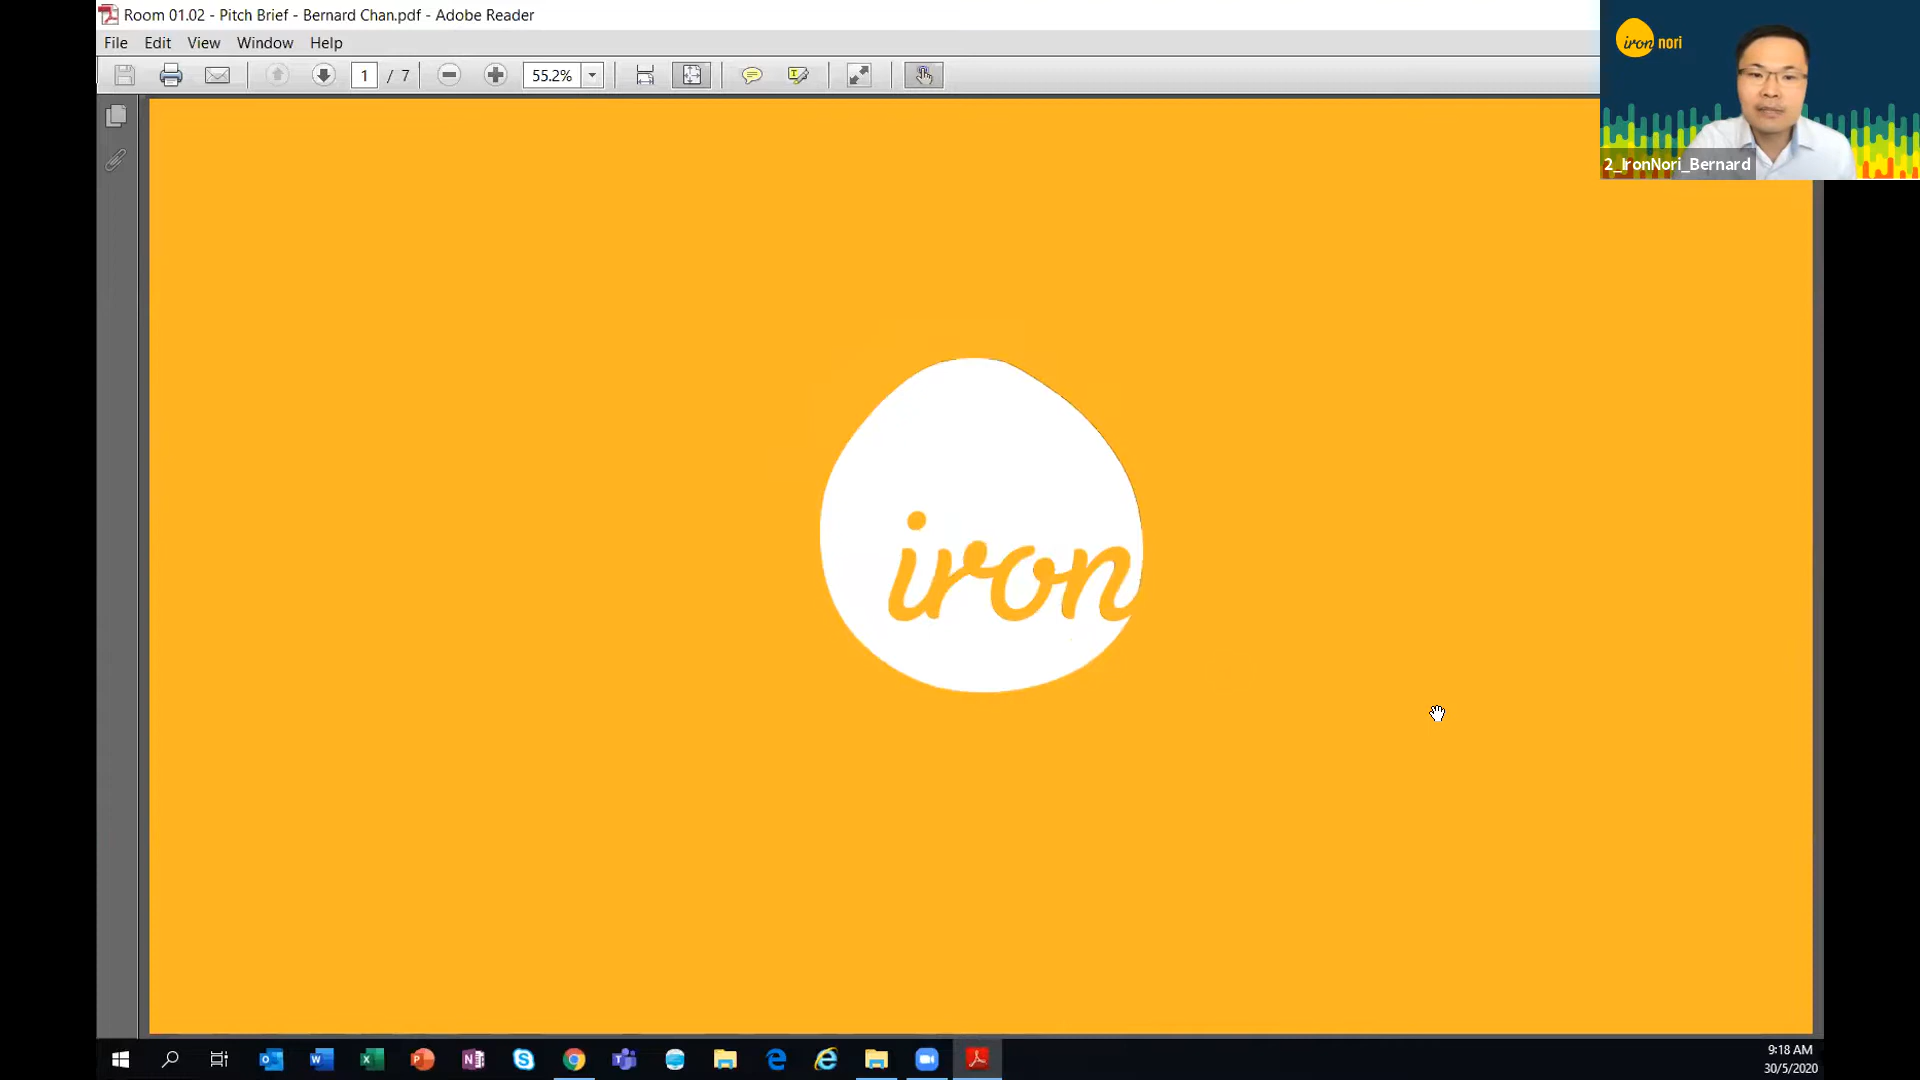 Room 01.02 - Pitch Brief - Bernard Chan.pdf - Adobe Reader
File Edit View Window Help
1 / 7 55.2%
iron nori
2_IronNori_Bernard
iron
9:18 AM
30/5/2020